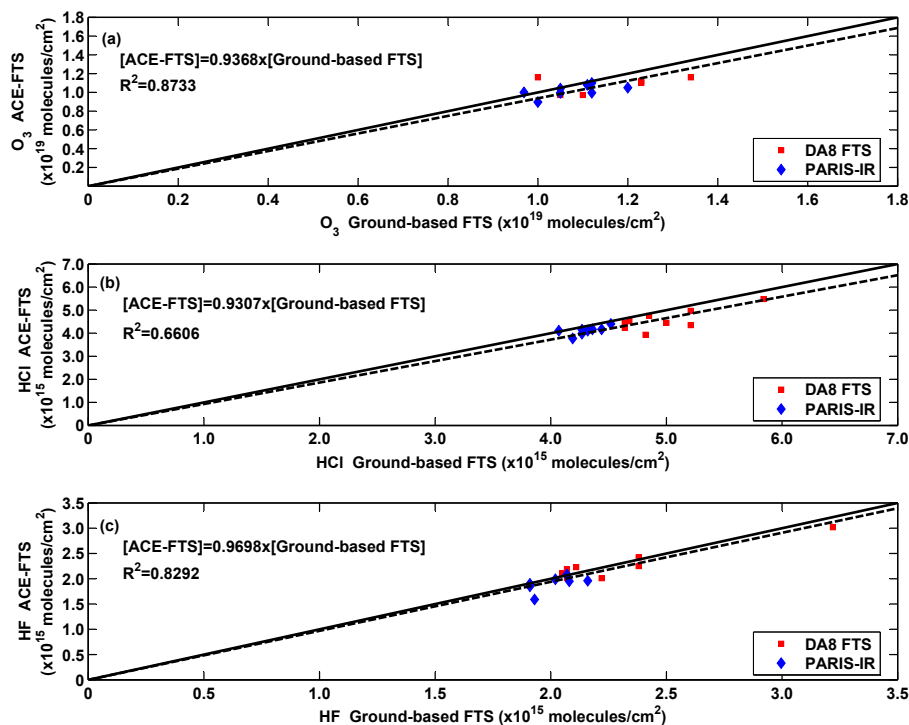 (a)
[ACE-FTS]=0.9368x[Ground-based FTS]
R²=0.8733
O₃ ACE-FTS
(x10¹⁹ molecules/cm²)
1.8
1.6
1.4
1.2
1.0
0.8
0.6
0.4
0.2
DA8 FTS
PARIS-IR
0 0.2 0.4 0.6 0.8 1.0 1.2 1.4 1.6 1.8
O₃ Ground-based FTS (x10¹⁹ molecules/cm²)
(b)
[ACE-FTS]=0.9307x[Ground-based FTS]
R²=0.6606
HCl ACE-FTS
(x10¹⁵ molecules/cm²)
7.0
6.0
5.0
4.0
3.0
2.0
1.0
0
DA8 FTS
PARIS-IR
0 1.0 2.0 3.0 4.0 5.0 6.0 7.0
HCl Ground-based FTS (x10¹⁵ molecules/cm²)
(c)
[ACE-FTS]=0.9698x[Ground-based FTS]
R²=0.8292
HF ACE-FTS
(x10¹⁵ molecules/cm²)
3.5
3.0
2.5
2.0
1.5
1.0
0.5
0
DA8 FTS
PARIS-IR
0 0.5 1.0 1.5 2.0 2.5 3.0 3.5
HF Ground-based FTS (x10¹⁵ molecules/cm²)